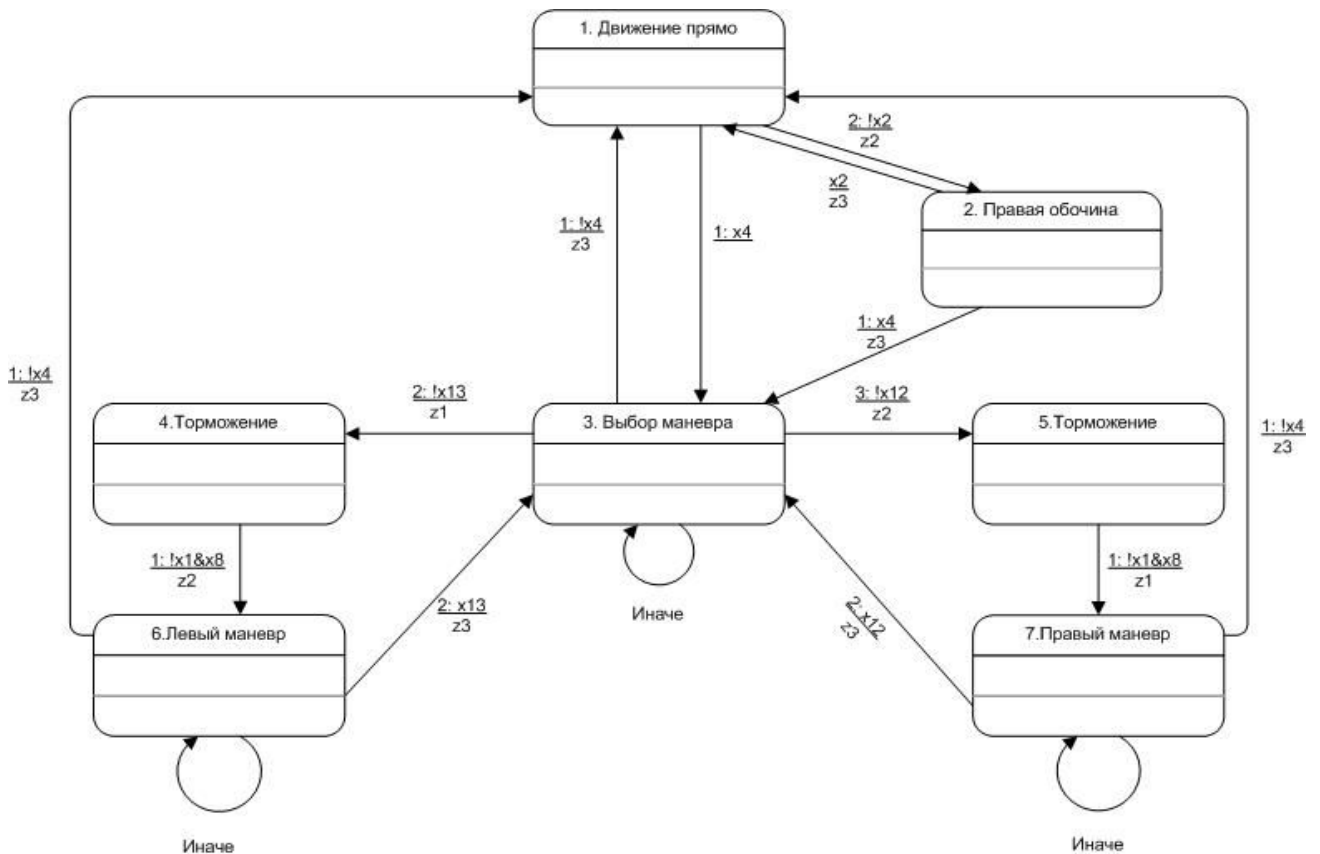 1. Движение прямо
2: !x2
z2
x2
z3
2. Правая обочина
1: !x4
z3
1: x4
1: x4
z3
1: !x4
z3
2: !x13
z1
3: !x12
z2
4.Торможение
3. Выбор маневра
5.Торможение
1: !x4
z3
1: !x1&x8
z2
1: !x1&x8
z1
2: x13
z3
Иначе
2: x12
z3
6.Левый маневр
7.Правый маневр
Иначе
Иначе